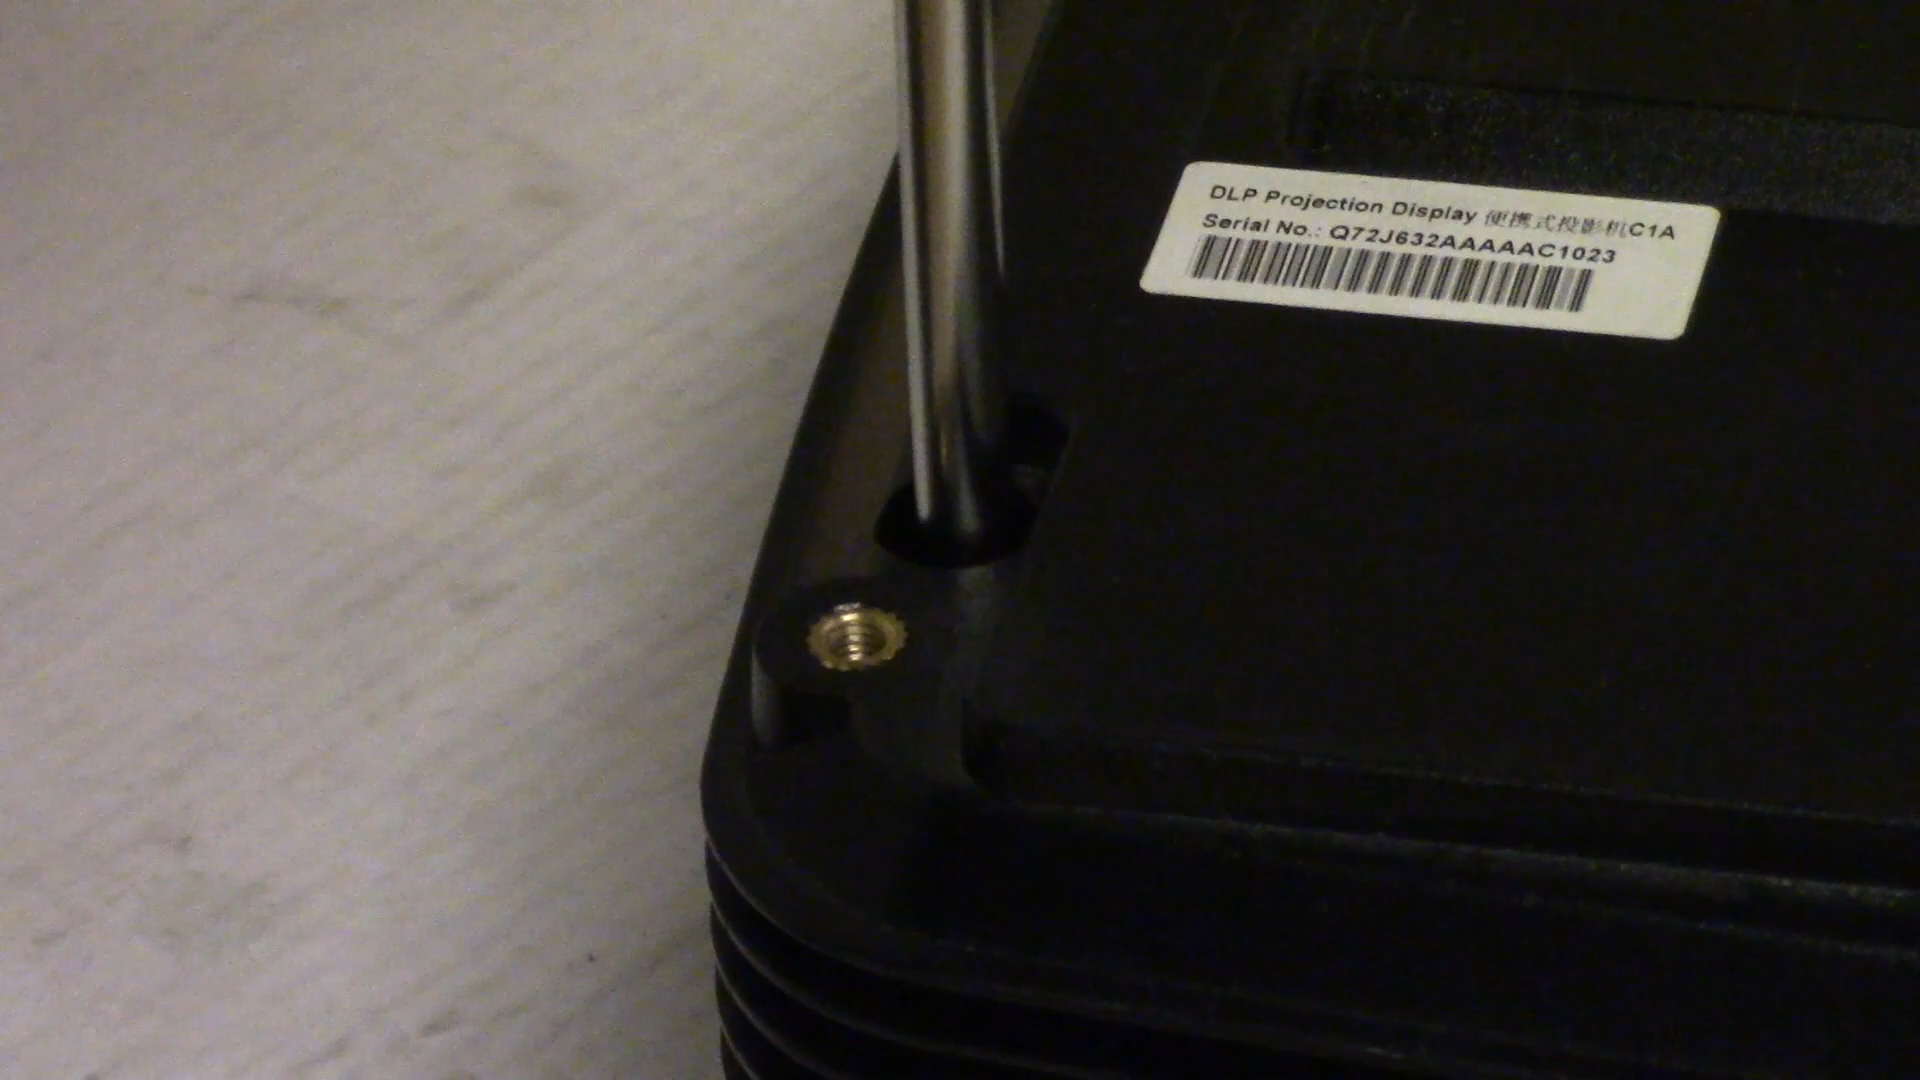 DLP Projection Display 便携式投影机C1A
Serial No.: Q72J632AAAAAC1023